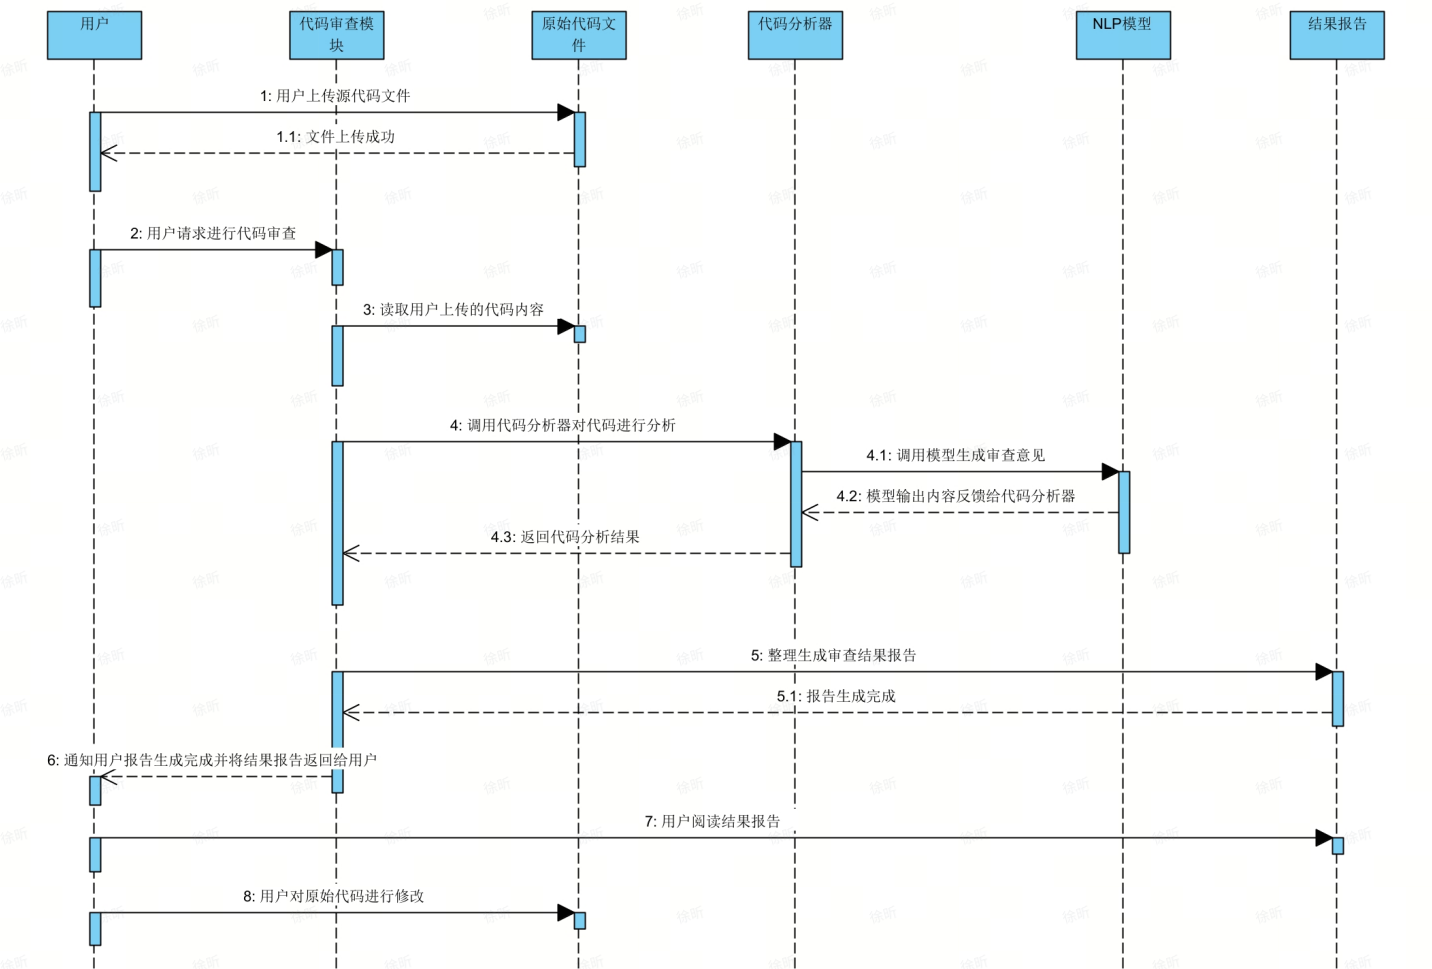 用户
代码审查模
块
原始代码文
件
代码分析器
NLP模型
结果报告
1: 用户上传源代码文件
1.1: 文件上传成功
2: 用户请求进行代码审查
3: 读取用户上传的代码内容
4: 调用代码分析器对代码进行分析
4.1: 调用模型生成审查意见
4.2: 模型输出内容反馈给代码分析器
4.3: 返回代码分析结果
5: 整理生成审查结果报告
5.1: 报告生成完成
6: 通知用户报告生成完成并将结果报告返回给用户
7: 用户阅读结果报告
8: 用户对原始代码进行修改
徐昕